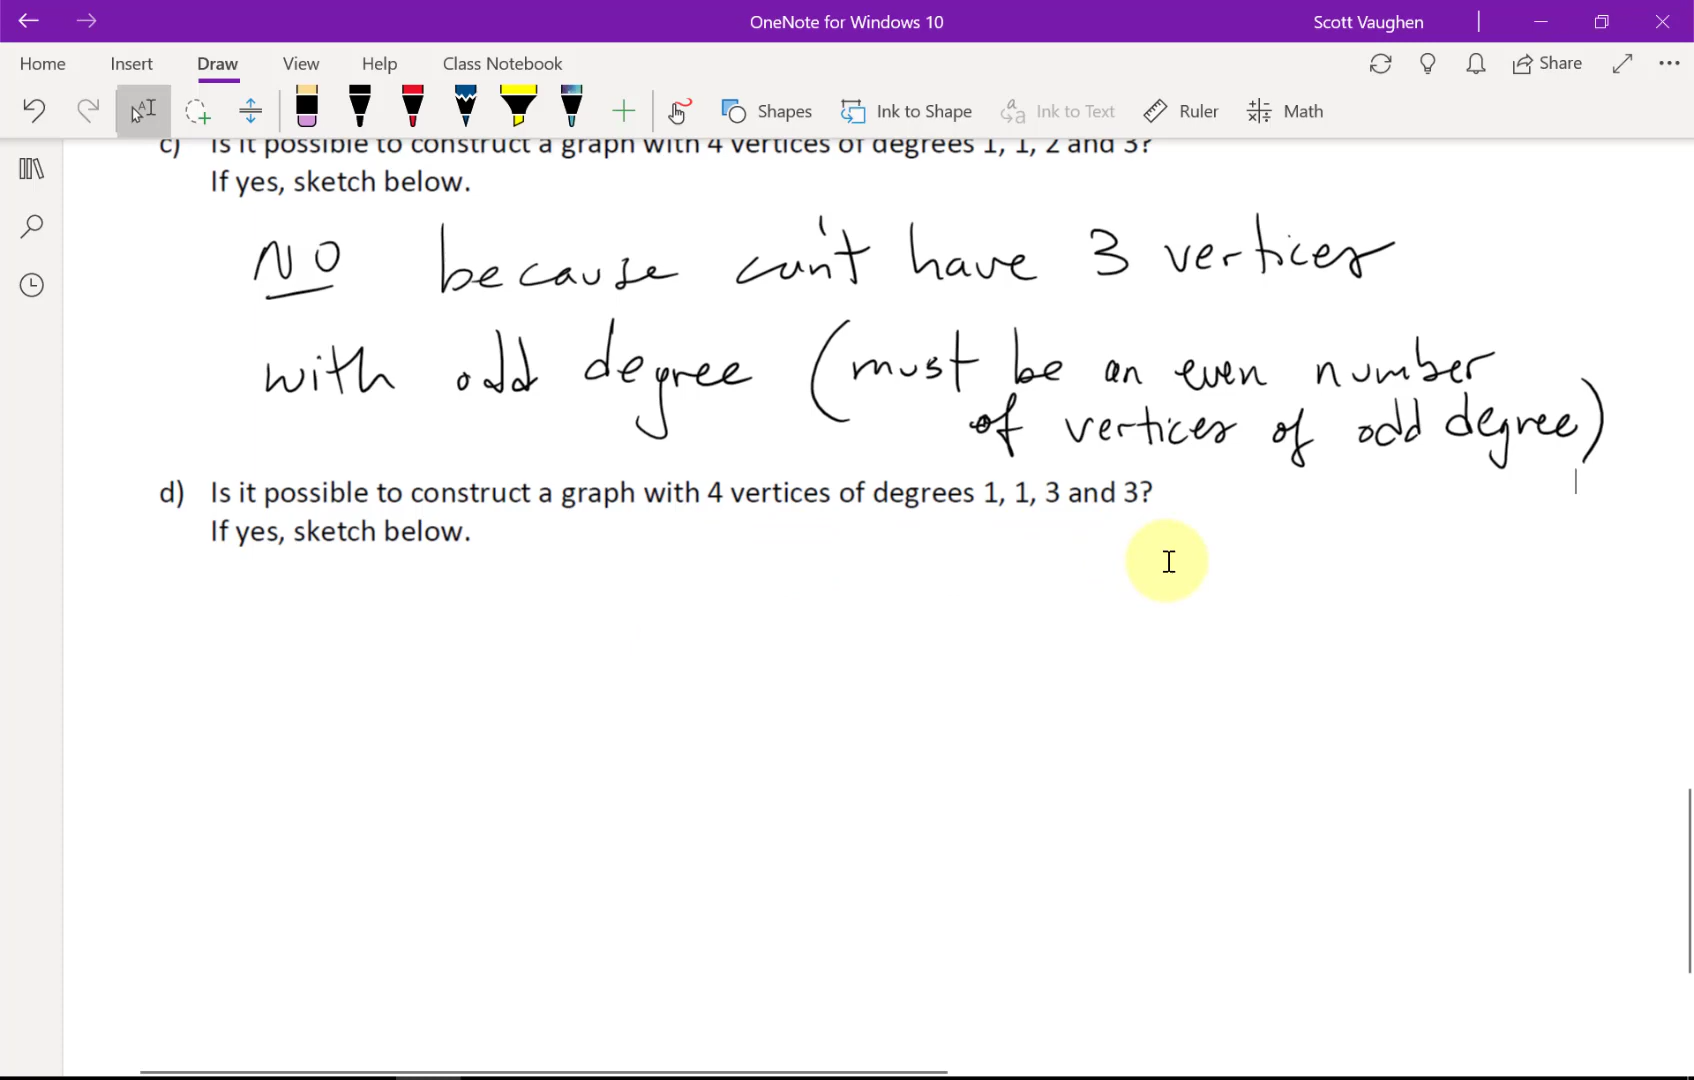 OneNote for Windows 10
Scott Vaughen
Home Insert Draw View Help Class Notebook
Share
Shapes Ink to Shape Ink to Text Ruler Math
c) Is it possible to construct a graph with 4 vertices of degrees 1, 1, 2 and 3?
If yes, sketch below.
NO because can't have 3 vertices
with odd degree (must be an even number
of vertices of odd degree)
d) Is it possible to construct a graph with 4 vertices of degrees 1, 1, 3 and 3?
If yes, sketch below.